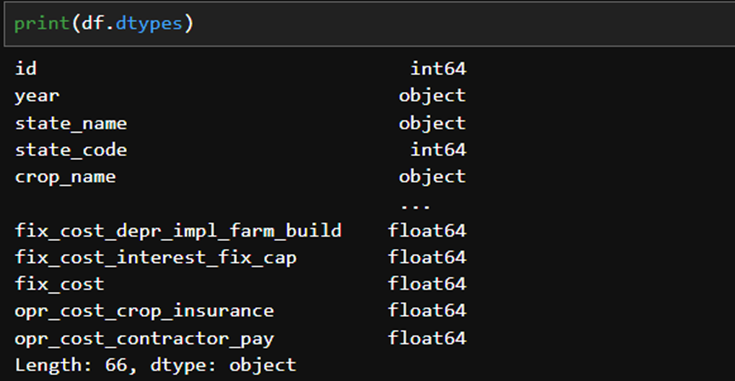 print(df.dtypes)
id int64
year object
state_name object
state_code int64
crop_name object
...
fix_cost_depr_impl_farm_build float64
fix_cost_interest_fix_cap float64
fix_cost float64
opr_cost_crop_insurance float64
opr_cost_contractor_pay float64
Length: 66, dtype: object